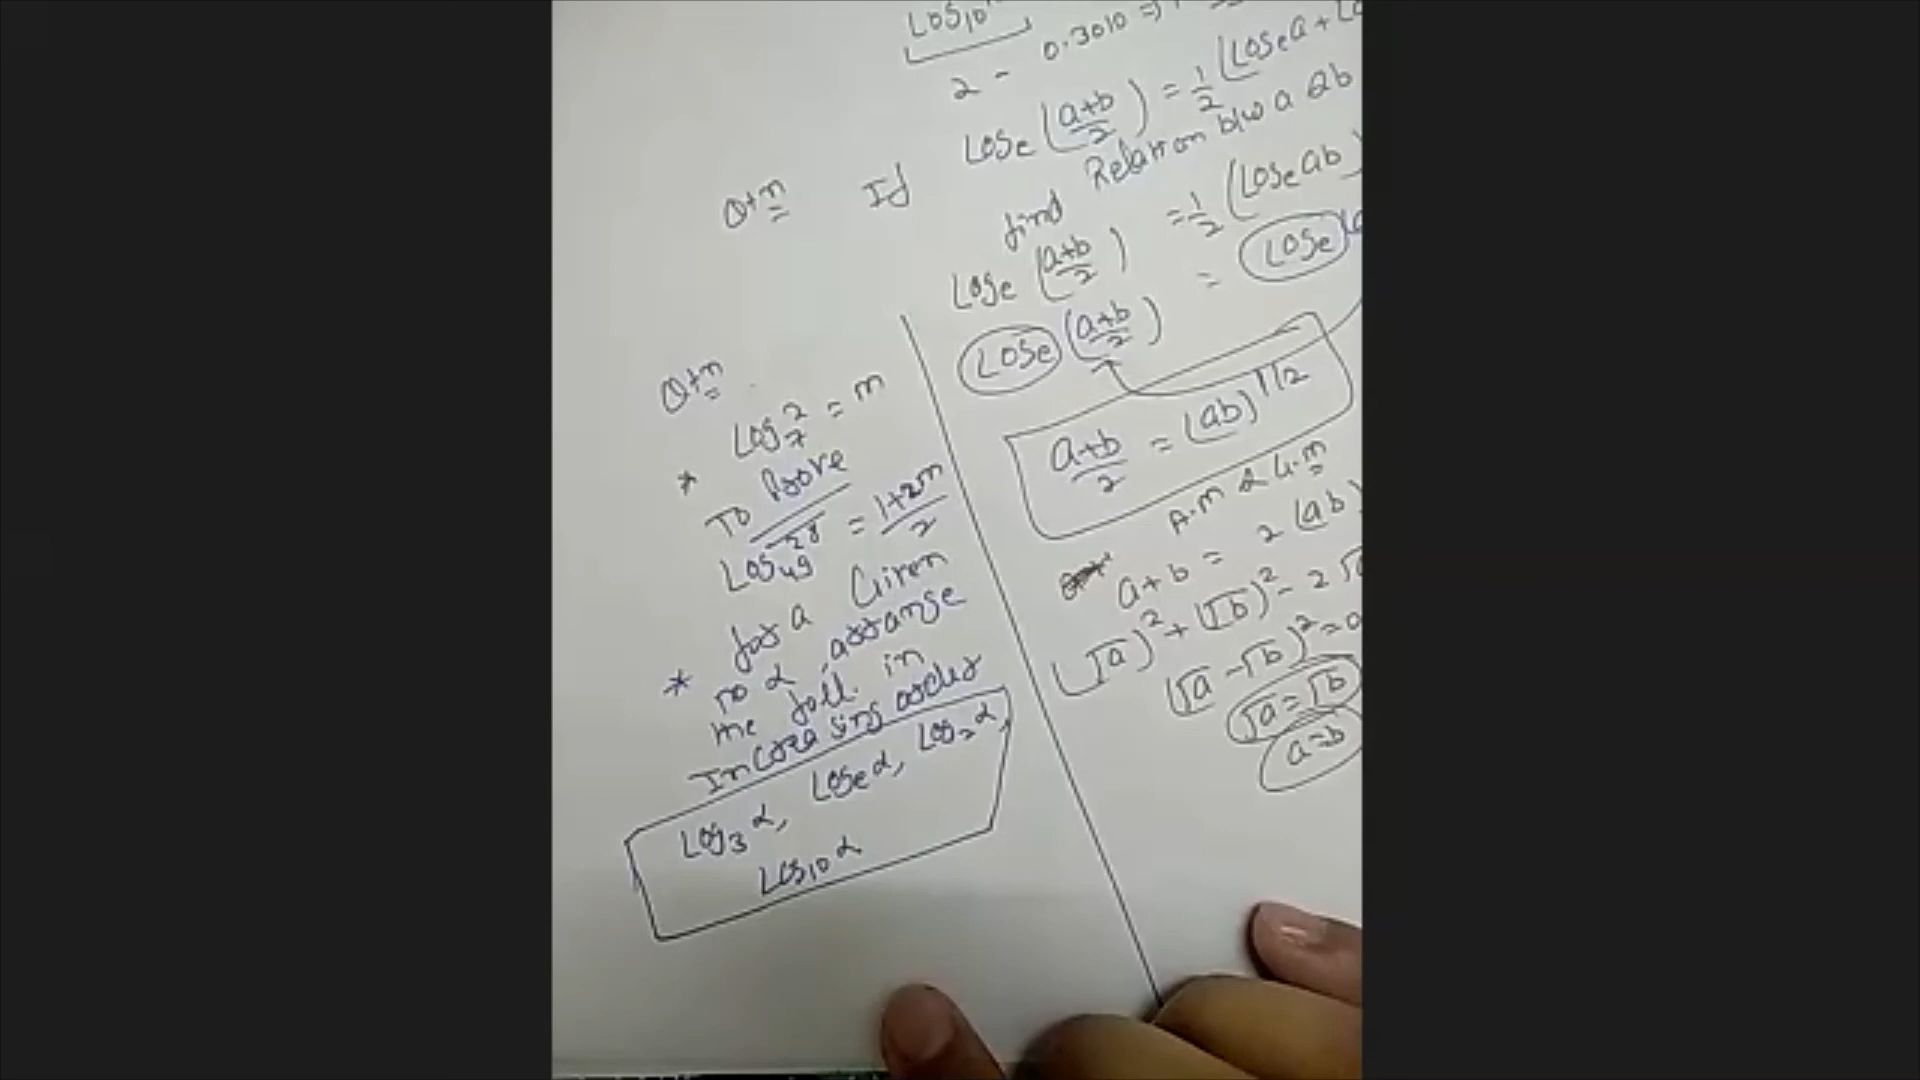 Log10
2 - 0.3010 =>
Qtn If Loge (a+b/2) = 1/2 (Loge a +
find Relation b/w a & b
Loge (a+b/2) = 1/2 (Loge ab)
Loge (a+b/2) = Loge
a+b/2 = (ab)^1/2
A.M & G.M
a+b = 2 (ab)
(√a)² + (√b)² - 2√
(√a - √b)² = 0
√a = √b
a=b
Qtn
* Log7 2 = m
To Prove
Log49 28 = 1+2m/2
* for a Given
no α, arrange
the foll. in
Increasing order
Log3 α, Loge α, Log2 α,
Log10 α